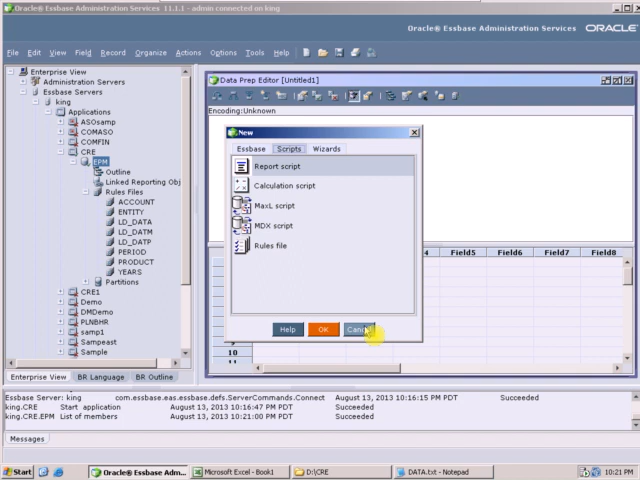 Oracle® Essbase Administration Services 11.1.1 - admin connected on king
Oracle® Essbase Administration Services ORACLE
File Edit View Field Record Organize Actions Options Tools Help
Enterprise View
Administration Servers
Essbase Servers
king
Applications
ASOsamp
COMASO
COMFIN
CRE
EPM
Outline
Linked Reporting Obj
Rules Files
ACCOUNT
ENTITY
LD_DATA
LD_DATM
LD_DATP
PERIOD
PRODUCT
YEARS
Partitions
CRE1
Demo
DMDemo
PLNBHR
samp1
Sampeast
Sample
Enterprise View BR Language BR Outline
Data Prep Editor [Untitled1]
Encoding:Unknown
New
Essbase Scripts Wizards
Report script
Calculation script
MaxL script
MDX script
Rules file
Help OK Cancel
4 Field5 Field6 Field7 Field8
10
Essbase Server: king com.essbase.eas.essbase.defs.ServerCommands.Connect August 13, 2013 10:16:15 PM PDT Succeeded
king.CRE Start application August 13, 2013 10:16:47 PM PDT Succeeded
king.CRE.EPM List of members August 13, 2013 10:21:00 PM PDT Succeeded
Messages
Start Oracle® Essbase Adm... Microsoft Excel - Book1 D:\CRE DATA.txt - Notepad 10:21 PM